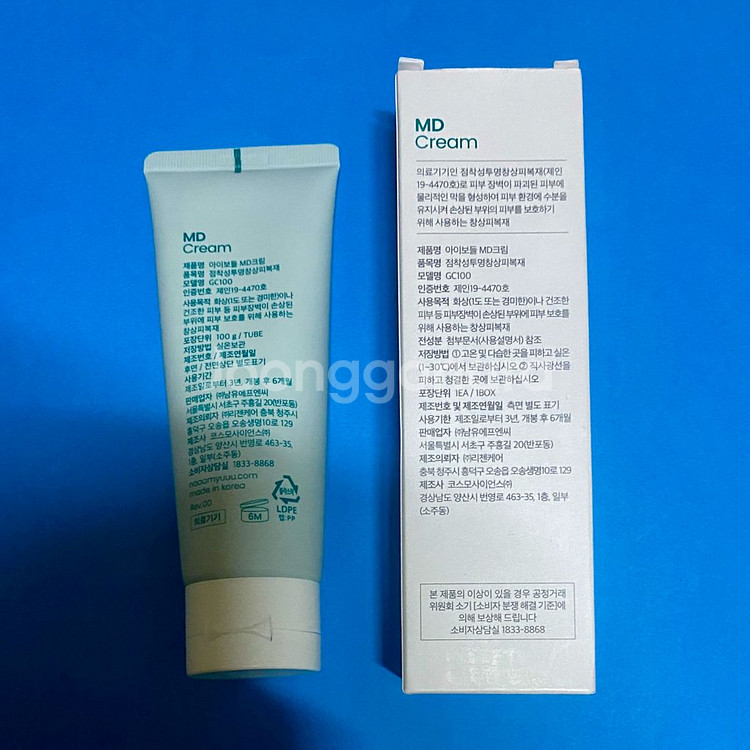 MD
Cream
제품명 아이보들 MD크림
품목명 점착성투명창상피복재
모델명 GC100
인증번호 제인19-4470호
사용목적 화상(1도 또는 경미한)이나
건조한 피부 등 피부장벽이 손상된
부위에 피부 보호를 위해 사용하는
창상피복재
포장단위 100 g / TUBE
저장방법 실온보관
제조번호 / 제조연월일
후면 / 전면상단 별도표기
사용기간
제조일로부터 3년, 개봉 후 6개월
판매업자 ㈜남유에프엔씨
서울특별시 서초구 주흥길 20(반포동)
제조의뢰자 ㈜리젠케어 충북 청주시
흥덕구 오송읍 오송생명10로 129
제조사 코스모사이언스㈜
경상남도 양산시 번영로 463-35,
1층, 일부(소주동)
소비자상담실 1833-8868
naaamyuuu.com
made in korea
Rev.00
의료기기
6M
LDPE
캡:PP
MD
Cream
의료기기인 점착성투명창상피복재(제인
19-4470호)로 피부 장벽이 파괴된 피부에
물리적인 막을 형성하여 피부 환경에 수분을
유지시켜 손상된 부위의 피부를 보호하기
위해 사용하는 창상피복재
제품명 아이보들 MD크림
품목명 점착성투명창상피복재
모델명 GC100
인증번호 제인19-4470호
사용목적 화상(1도 또는 경미한)이나 건조한
피부 등 피부장벽이 손상된 부위에 피부보호를
위해 사용하는 창상피복재
전성분 첨부문서(사용설명서) 참조
저장방법 ①고온 및 다습한 곳을 피하고 실온
(1~30℃)에서 보관하십시오 ② 직사광선을
피하고 청결한 곳에 보관하십시오
포장단위 1EA / 1BOX
제조번호 및 제조연월일 측면 별도 표기
사용기한 제조일로부터 3년, 개봉 후 6개월
판매업자 ㈜남유에프엔씨
서울특별시 서초구 주흥길 20(반포동)
제조의뢰자 ㈜리젠케어
충북 청주시 흥덕구 오송읍 오송생명10로 129
제조사 코스모사이언스㈜
경상남도 양산시 번영로 463-35, 1층, 일부
(소주동)
본 제품의 이상이 있을 경우 공정거래
위원회 소기 [소비자 분쟁 해결 기준]에
의해 보상해 드립니다
소비자상담실 1833-8868